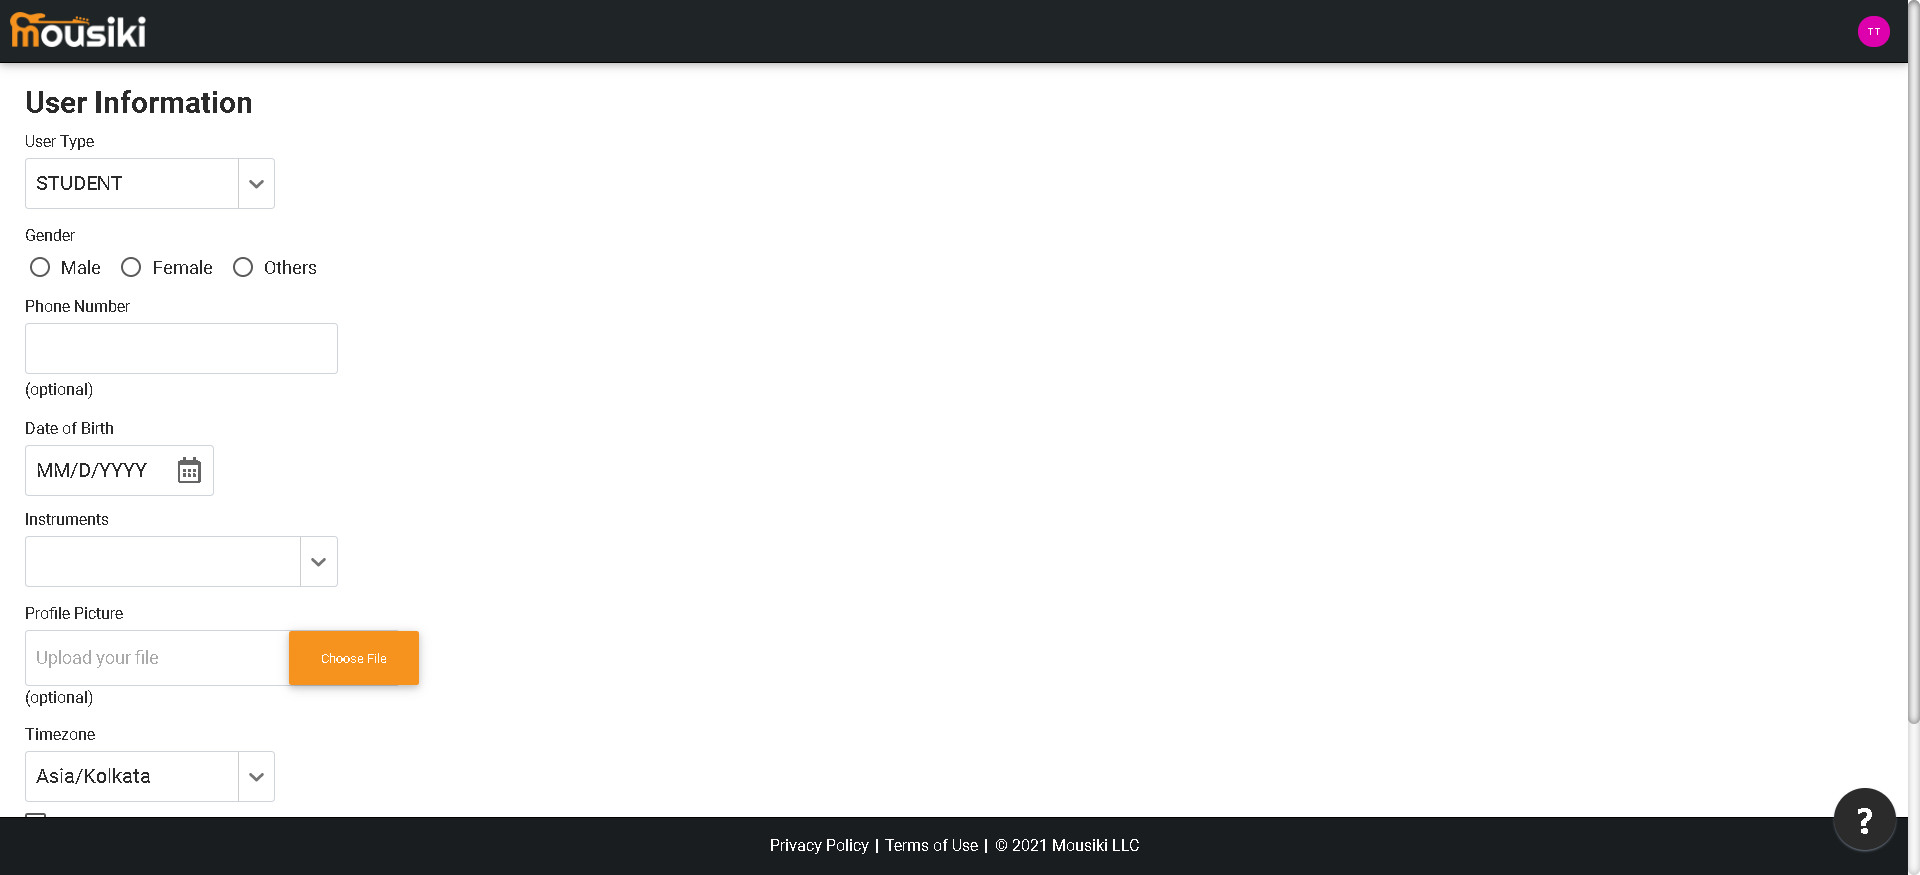 mousiki
TT
User Information
User Type
STUDENT
Gender
Male Female Others
Phone Number
(optional)
Date of Birth
MM/D/YYYY
Instruments
Profile Picture
Upload your file Choose File
(optional)
Timezone
Asia/Kolkata
?
Privacy Policy | Terms of Use | © 2021 Mousiki LLC